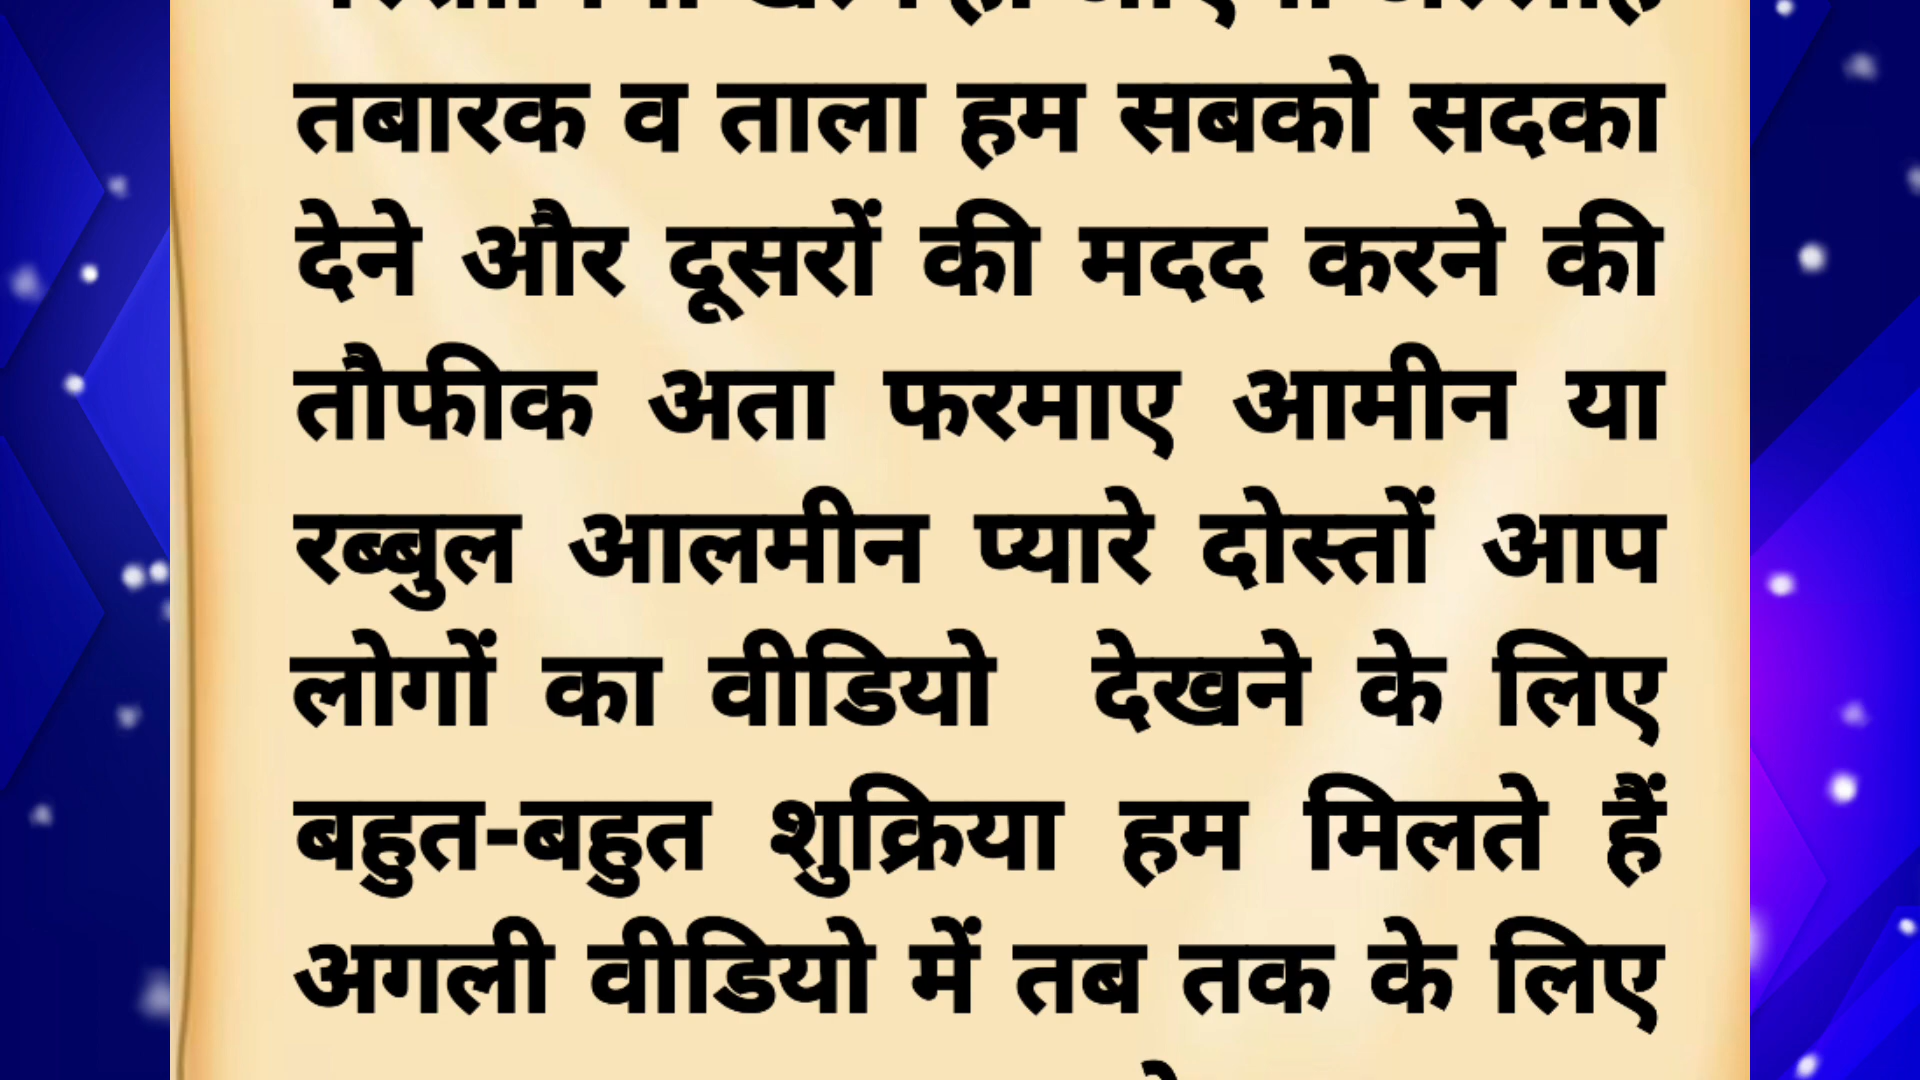 तबारक व ताला हम सबको सदका
देने और दूसरों की मदद करने की
तौफीक अता फरमाए आमीन या
रब्बुल आलमीन प्यारे दोस्तों आप
लोगों का वीडियो देखने के लिए
बहुत-बहुत शुक्रिया हम मिलते हैं
अगली वीडियो में तब तक के लिए